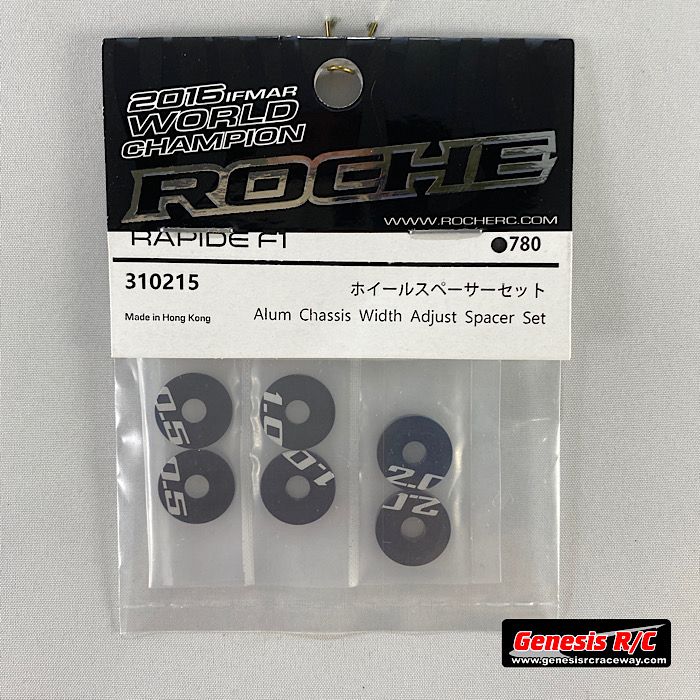 2015 IFMAR
WORLD
CHAMPION
ROCHE
WWW.ROCHERC.COM
RAPIDE F1
●780
310215
ホイールスペーサーセット
Made in Hong Kong
Alum Chassis Width Adjust Spacer Set
0.5
1.0
0.5
1.0
2.0
2.0
Genesis R/C
www.genesisrcraceway.com